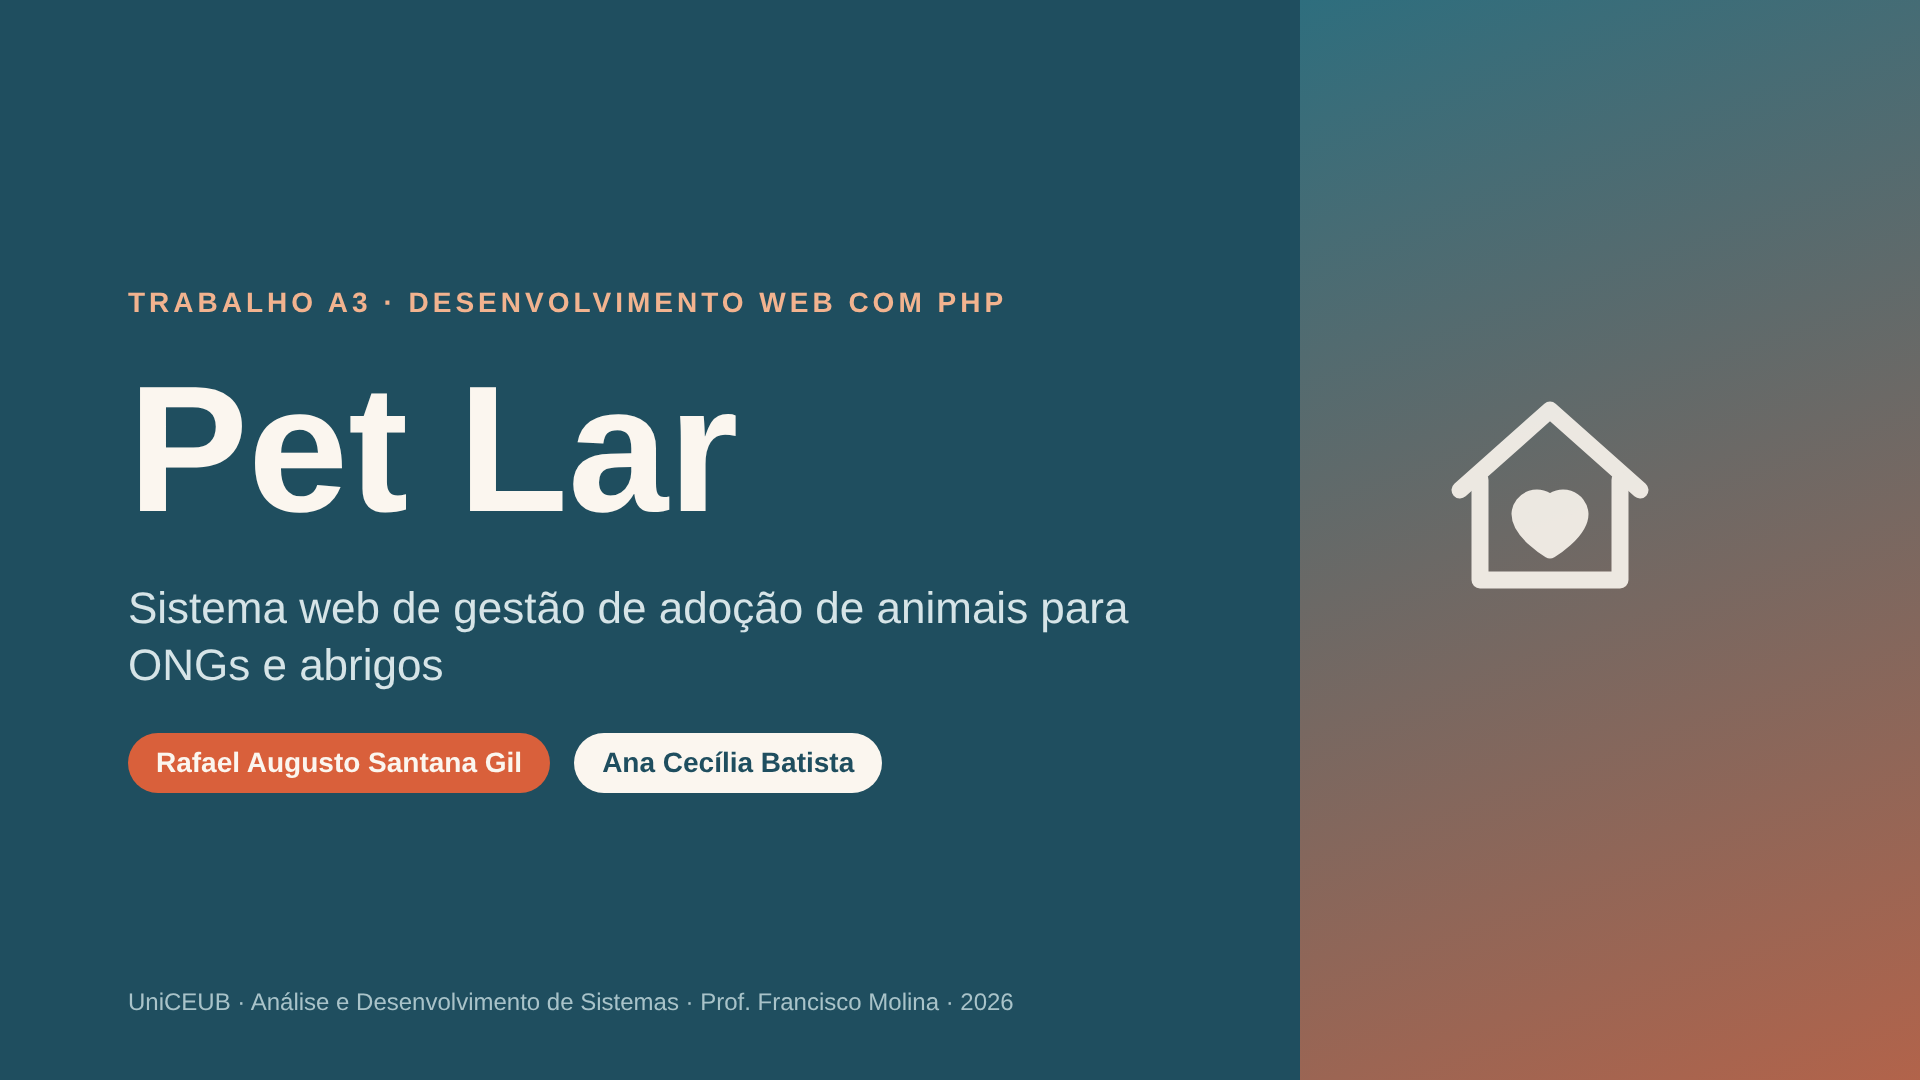 TRABALHO A3 · DESENVOLVIMENTO WEB COM PHP
Pet Lar
Sistema web de gestão de adoção de animais para
ONGs e abrigos
Rafael Augusto Santana Gil
Ana Cecília Batista
UniCEUB · Análise e Desenvolvimento de Sistemas · Prof. Francisco Molina · 2026